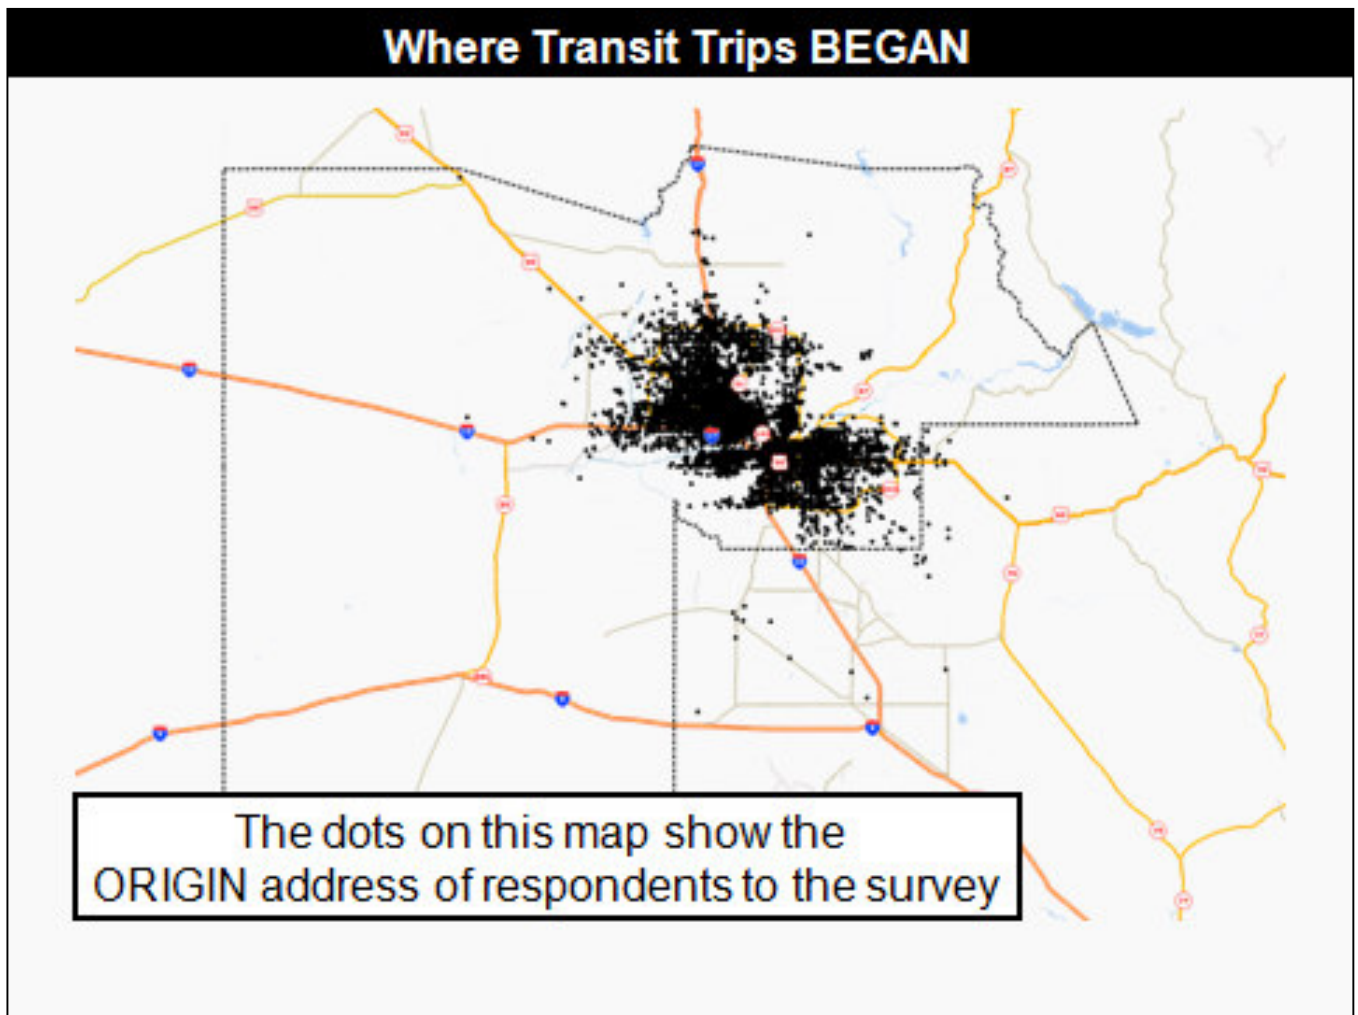 Where Transit Trips BEGAN
The dots on this map show the
ORIGIN address of respondents to the survey